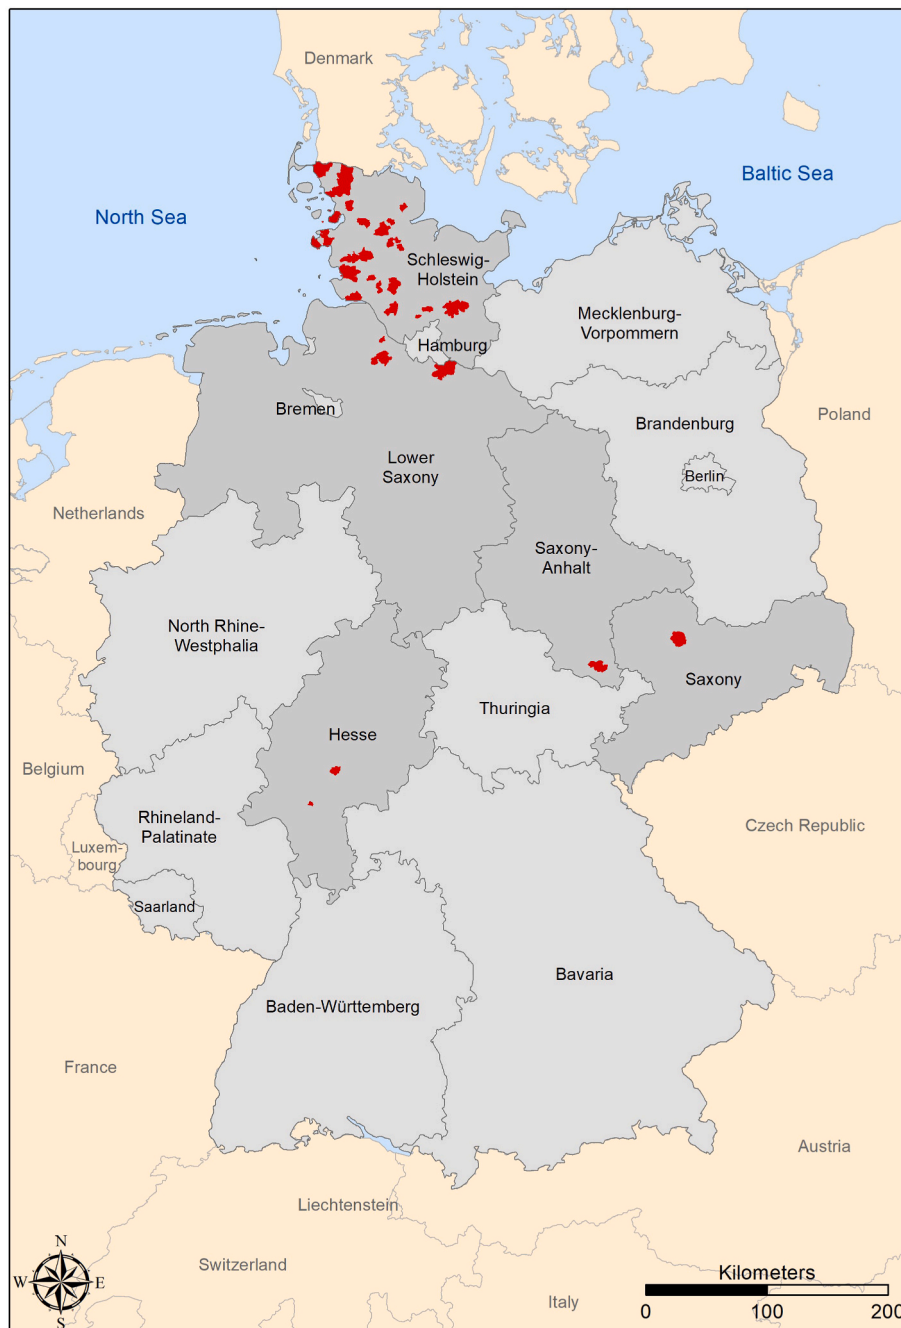 Denmark
Baltic Sea
North Sea
Schleswig-
Holstein
Mecklenburg-
Vorpommern
Hamburg
Bremen
Brandenburg
Poland
Lower
Saxony
Berlin
Netherlands
Saxony-
Anhalt
North Rhine-
Westphalia
Saxony
Thuringia
Hesse
Belgium
Rhineland-
Palatinate
Czech Republic
Luxem-
bourg
Saarland
Bavaria
Baden-Württemberg
France
Austria
Liechtenstein
Switzerland
Italy
N
W
E
S
Kilometers
0
100
200